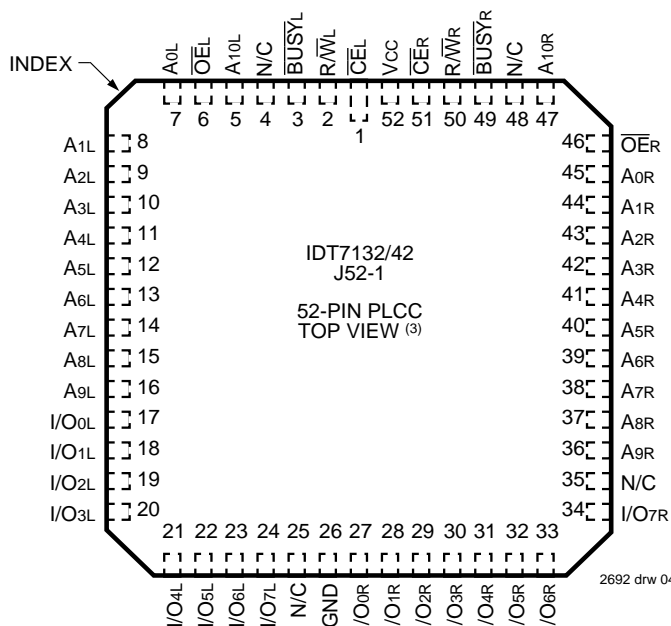 INDEX
A0L
OEL
A10L
N/C
BUSYL
R/WL
CEL
VCC
CER
R/WR
BUSYR
N/C
A10R
7 6 5 4 3 2 1 52 51 50 49 48 47
A1L 8
A2L 9
A3L 10
A4L 11
A5L 12
A6L 13
A7L 14
A8L 15
A9L 16
I/O0L 17
I/O1L 18
I/O2L 19
I/O3L 20
IDT7132/42
J52-1
52-PIN PLCC
TOP VIEW (3)
46 OER
45 A0R
44 A1R
43 A2R
42 A3R
41 A4R
40 A5R
39 A6R
38 A7R
37 A8R
36 A9R
35 N/C
34 I/O7R
21 22 23 24 25 26 27 28 29 30 31 32 33
I/O4L
I/O5L
I/O6L
I/O7L
N/C
GND
/O0R
/O1R
/O2R
/O3R
/O4R
/O5R
/O6R
2692 drw 04